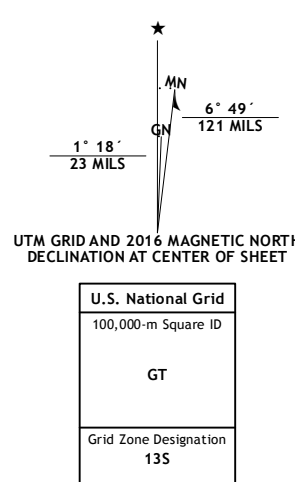 ★
MN
6° 49´
121 MILS
GN
1° 18´
23 MILS
UTM GRID AND 2016 MAGNETIC NORTH
DECLINATION AT CENTER OF SHEET
U.S. National Grid
100,000-m Square ID
GT
Grid Zone Designation
13S